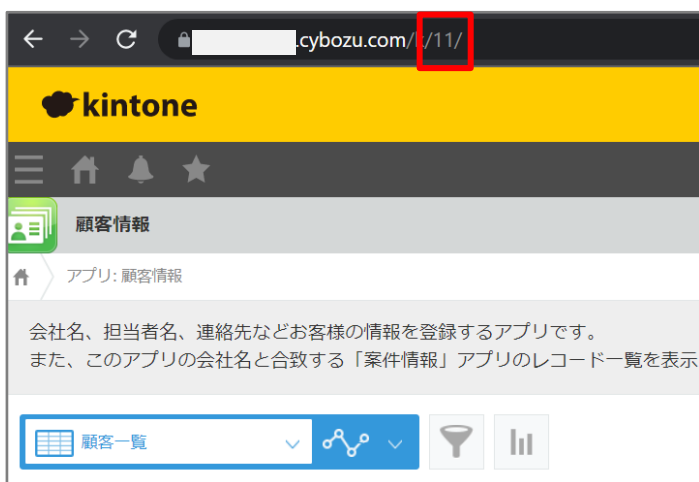 .cybozu.com/k/11/
kintone
顧客情報
アプリ: 顧客情報
会社名、担当者名、連絡先などお客様の情報を登録するアプリです。
また、このアプリの会社名と合致する「案件情報」アプリのレコード一覧を表示
顧客一覧